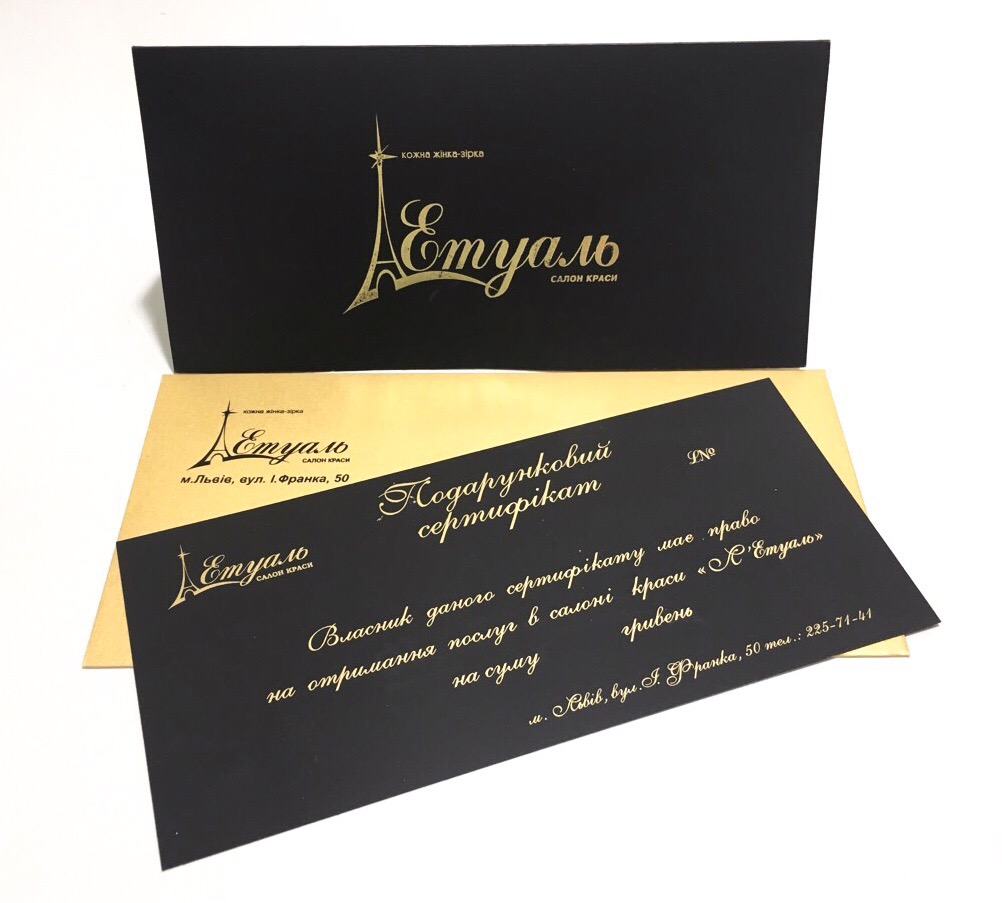 кожна жінка-зірка
Етуаль
САЛОН КРАСИ
кожна жінка-зірка
Етуаль
САЛОН КРАСИ
м.Львів, вул. І.Франка, 50
Подарунковий
сертифікат
№
Етуаль
САЛОН КРАСИ
Власник даного сертифікату має право
на отримання послуг в салоні краси «Л'Етуаль»
на суму гривень
м. Львів, вул.І. Франка, 50 тел.: 225-71-41